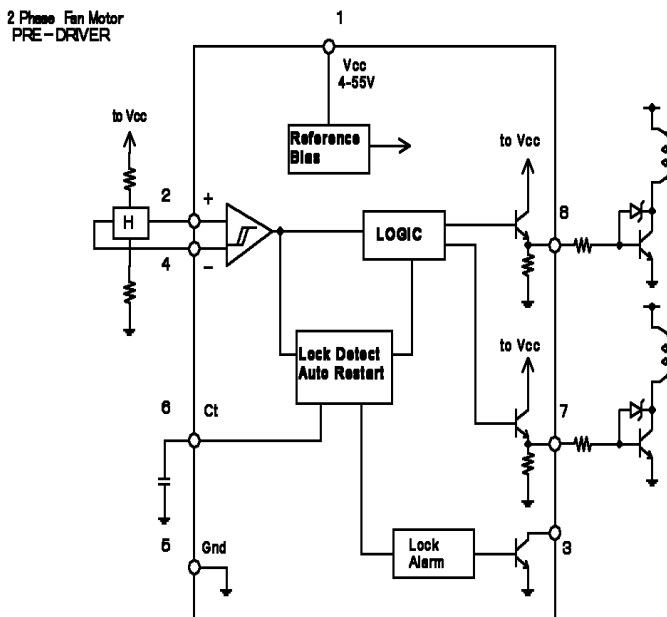 2 Phase Fan Motor
PRE-DRIVER
1
Vcc
4-55V
to Vcc
Reference
Bias
to Vcc
2
+
8
H
LOGIC
4
-
Lock Detect
Auto Restart
to Vcc
6
Ct
7
5
Gnd
Lock
Alarm
3